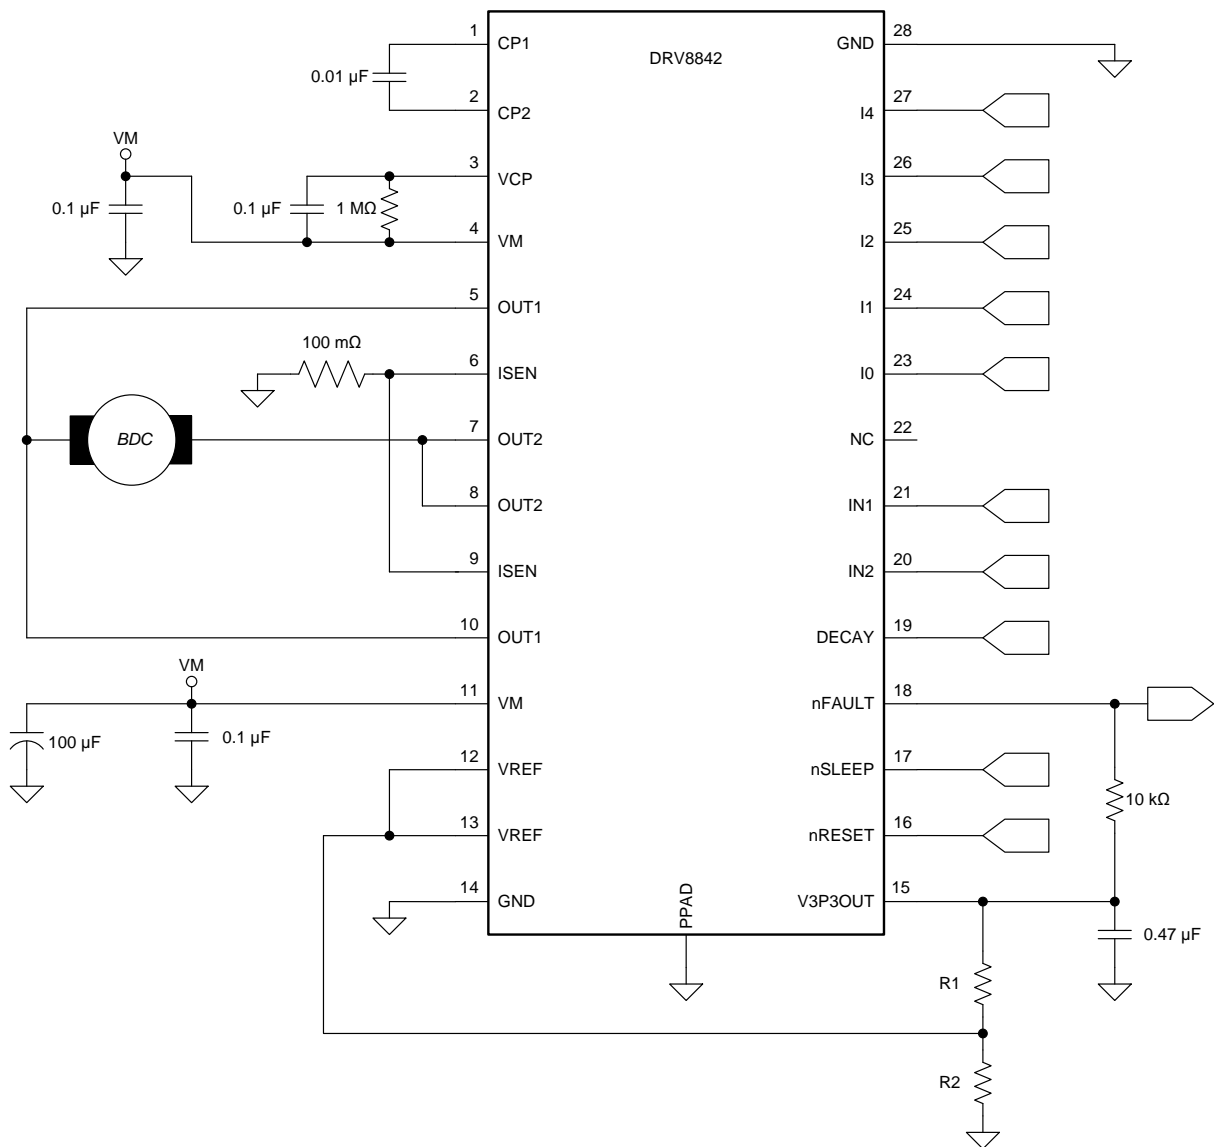 DRV8842
1
CP1
0.01 µF
2
CP2
VM
3
VCP
0.1 µF
0.1 µF
1 MΩ
4
VM
5
OUT1
100 mΩ
6
ISEN
BDC
7
OUT2
8
OUT2
9
ISEN
10
OUT1
VM
11
VM
100 µF
0.1 µF
12
VREF
13
VREF
14
GND
PPAD
28
GND
27
I4
26
I3
25
I2
24
I1
23
I0
22
NC
21
IN1
20
IN2
19
DECAY
18
nFAULT
17
nSLEEP
10 kΩ
16
nRESET
15
V3P3OUT
0.47 µF
R1
R2